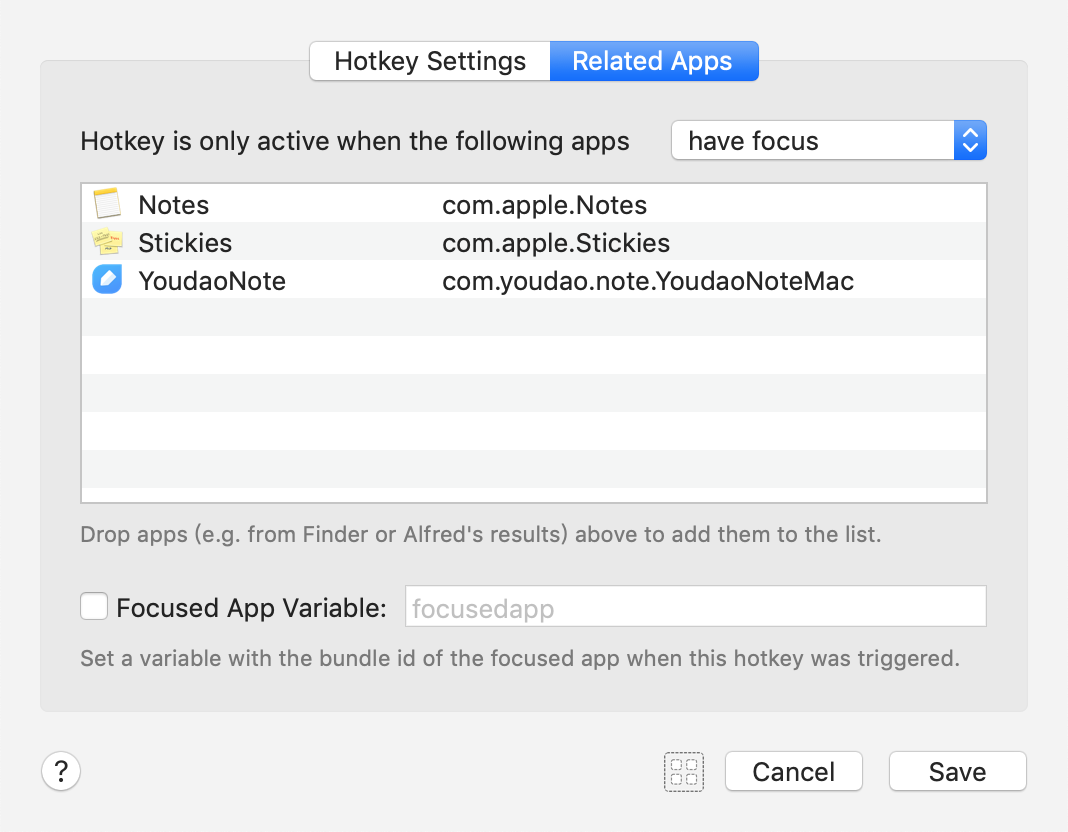 Hotkey Settings Related Apps
Hotkey is only active when the following apps have focus
Notes com.apple.Notes
Stickies com.apple.Stickies
YoudaoNote com.youdao.note.YoudaoNoteMac
Drop apps (e.g. from Finder or Alfred's results) above to add them to the list.
Focused App Variable: focusedapp
Set a variable with the bundle id of the focused app when this hotkey was triggered.
? Cancel Save